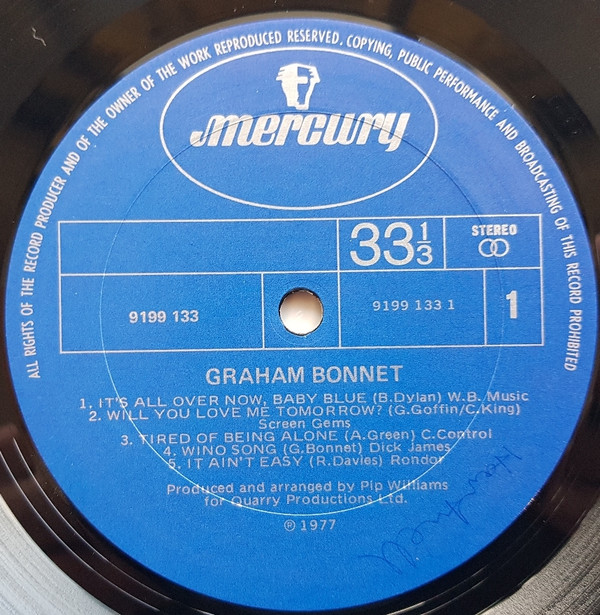 ALL RIGHTS OF THE RECORD PRODUCER AND OF THE OWNER OF THE WORK REPRODUCED RESERVED. COPYING, PUBLIC PERFORMANCE AND BROADCASTING OF THIS RECORD PROHIBITED
mercury
33 1/3
STEREO
9199 133
9199 133 1
1
GRAHAM BONNET
1. IT'S ALL OVER NOW, BABY BLUE (B.Dylan) W.B. Music
2. WILL YOU LOVE ME TOMORROW? (G.Goffin/C.King)
Screen Gems
3. TIRED OF BEING ALONE (A.Green) C.Control
4. WINO SONG (G.Bonnet) Dick James
5. IT AIN'T EASY (R.Davies) Rondor
Produced and arranged by Pip Williams
for Quarry Productions Ltd.
℗ 1977